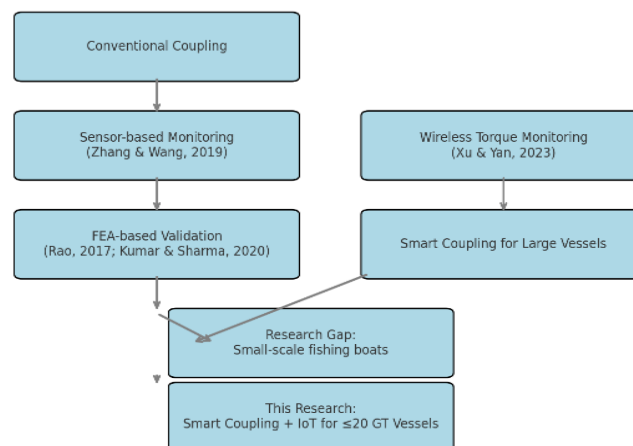 Conventional Coupling
Sensor-based Monitoring
(Zhang & Wang, 2019)
Wireless Torque Monitoring
(Xu & Yan, 2023)
FEA-based Validation
(Rao, 2017; Kumar & Sharma, 2020)
Smart Coupling for Large Vessels
Research Gap:
Small-scale fishing boats
This Research:
Smart Coupling + IoT for ≤20 GT Vessels